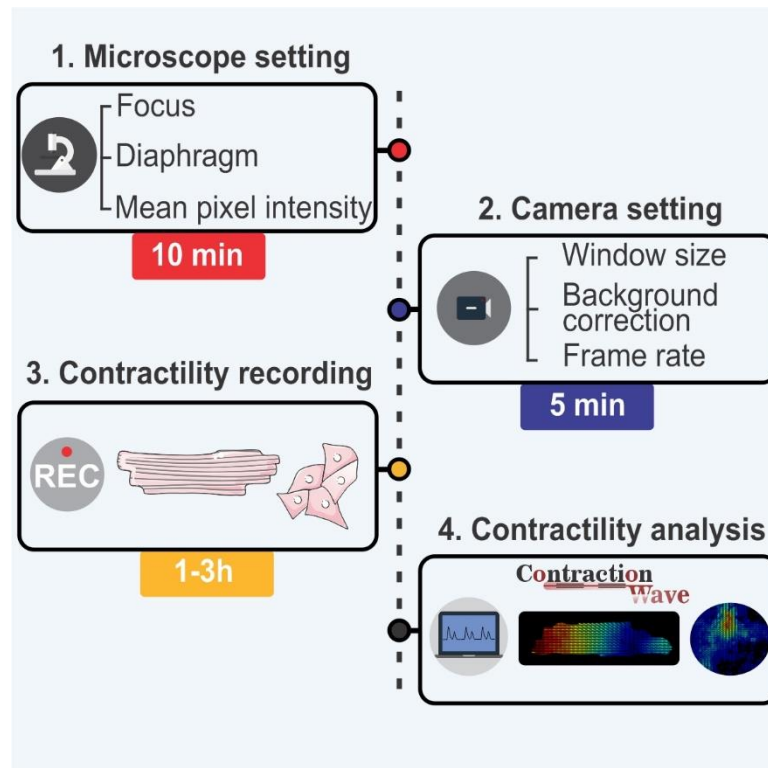 1. Microscope setting
Focus
Diaphragm
Mean pixel intensity
10 min
2. Camera setting
Window size
Background
correction
Frame rate
5 min
3. Contractility recording
REC
1-3h
4. Contractility analysis
Contraction
Wave